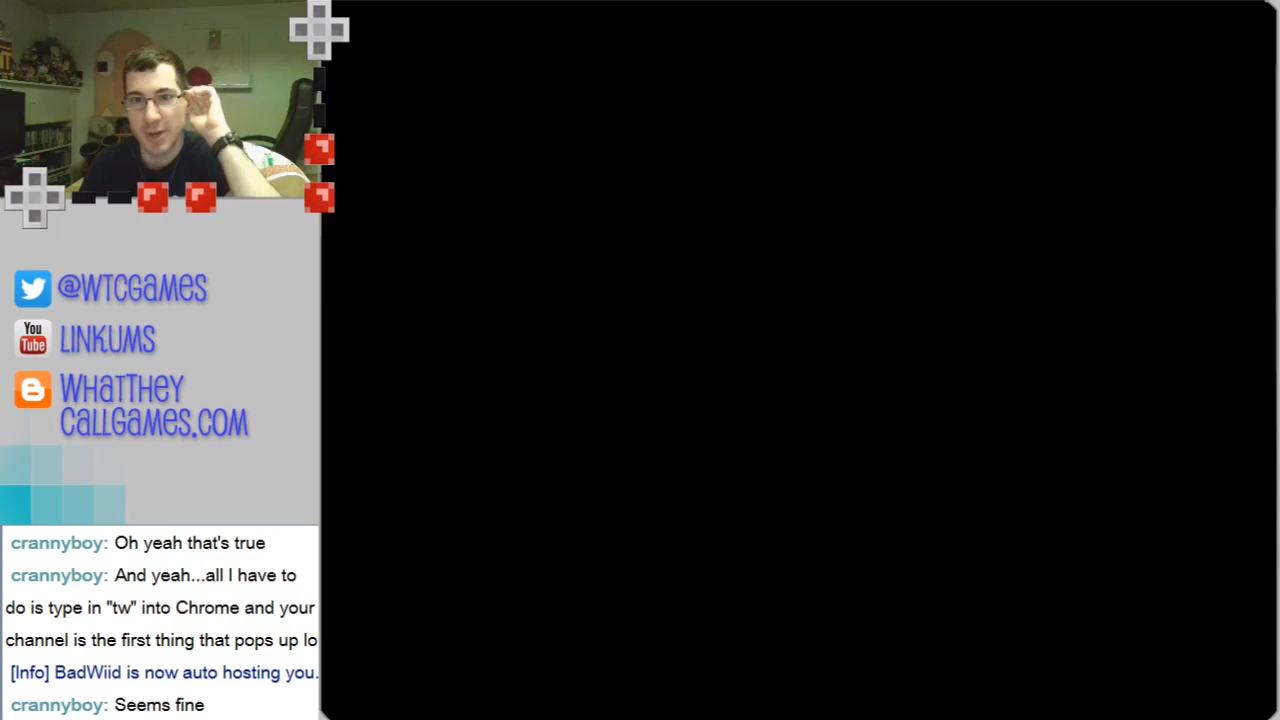 @WTCGAMES
You
Tube
LINKUMS
WHATTHEY
CALLGAMES.COM
crannyboy: Oh yeah that's true
crannyboy: And yeah...all I have to
do is type in "tw" into Chrome and your
channel is the first thing that pops up lo
[Info] BadWiid is now auto hosting you.
crannyboy: Seems fine